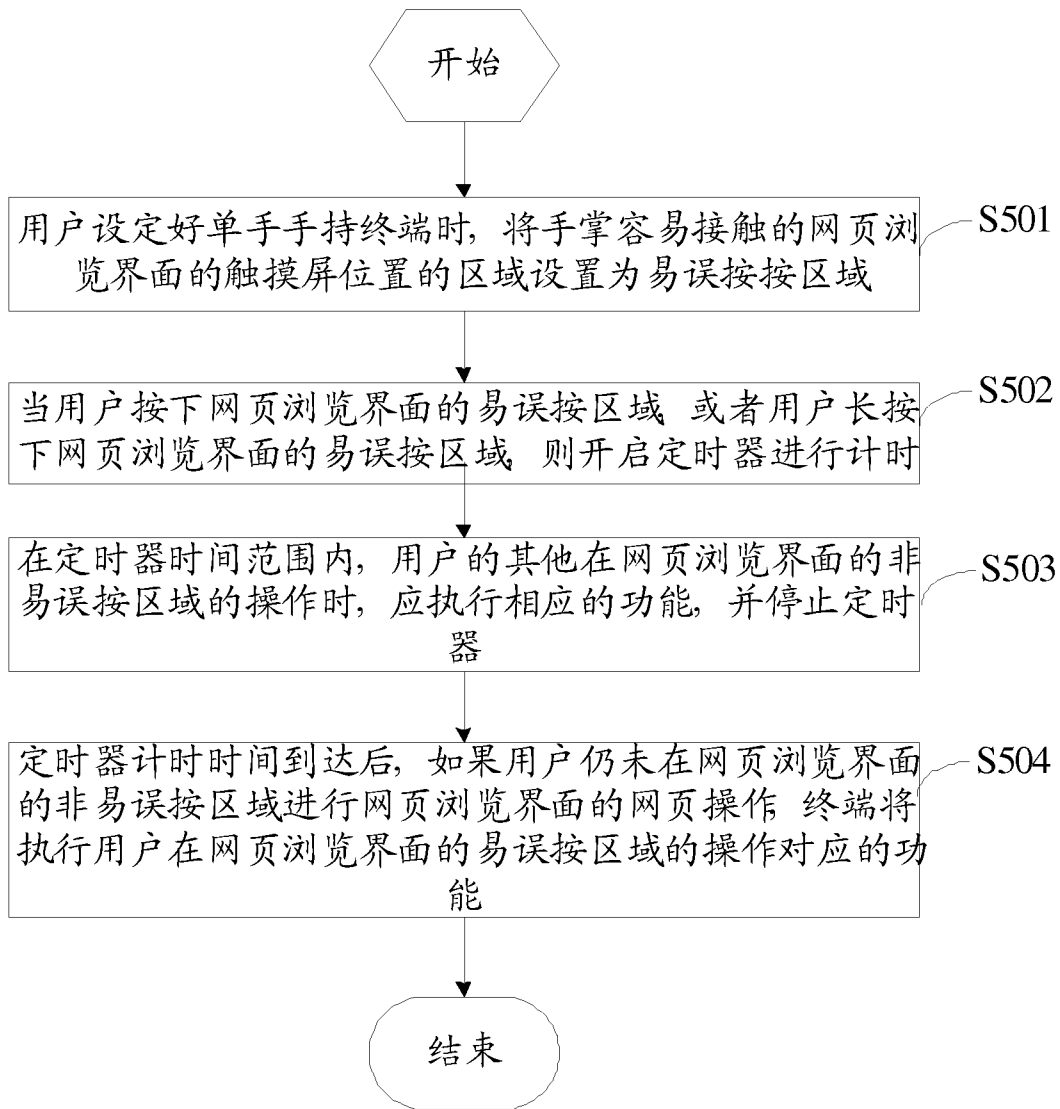 开始
用户设定好单手手持终端时，将手掌容易接触的网页浏
览界面的触摸屏位置的区域设置为易误按按区域
S501
当用户按下网页浏览界面的易误按区域，或者用户长按
下网页浏览界面的易误按区域，则开启定时器进行计时
S502
在定时器时间范围内，用户的其他在网页浏览界面的非
易误按区域的操作时，应执行相应的功能，并停止定时
器
S503
定时器计时时间到达后，如果用户仍未在网页浏览界面
的非易误按区域进行网页浏览界面的网页操作，终端将
执行用户在网页浏览界面的易误按区域的操作对应的功
能
S504
结束